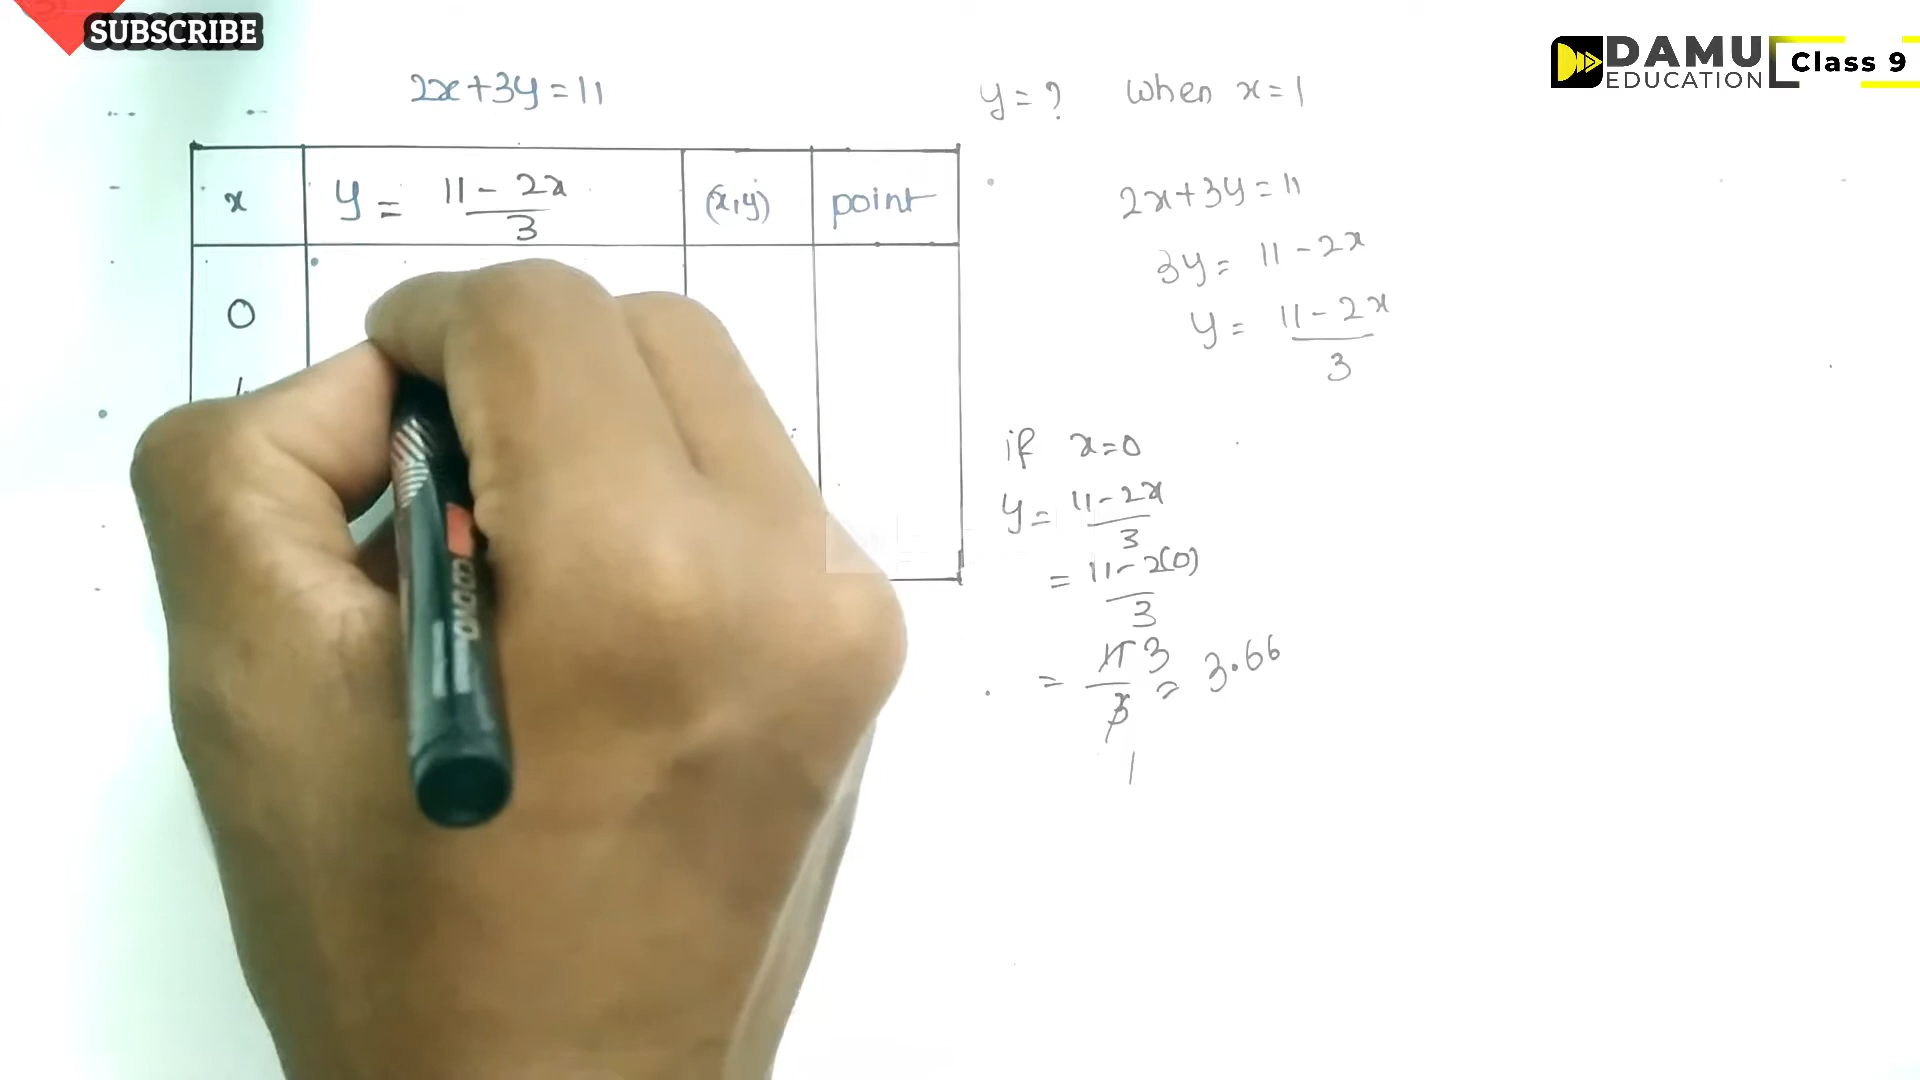 SUBSCRIBE
DAMU EDUCATION
Class 9
2x+3y=11
x
y = 11 - 2x / 3
(x,y)
point
0
y = ? When x=1
2x+3y=11
3y = 11 - 2x
y = 11 - 2x / 3
if x=0
y = 11-2x / 3
= 11-2(0) / 3
= 11 3 / 3 = 3.66
1